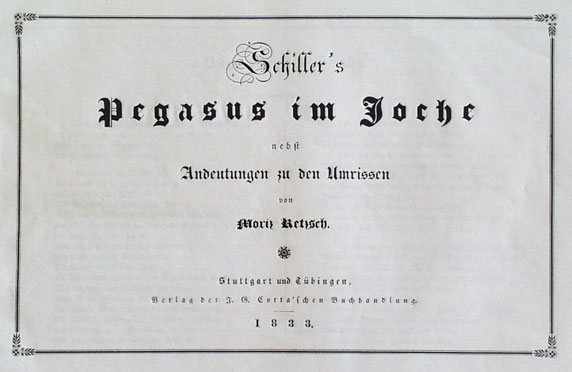 Schiller's
Pegasus im Joche
nebst
Andeutungen zu den Umrissen
von
Moriz Retzsch.
Stuttgart und Tübingen,
Verlag der J. G. Cotta'schen Buchhandlung.
1833.